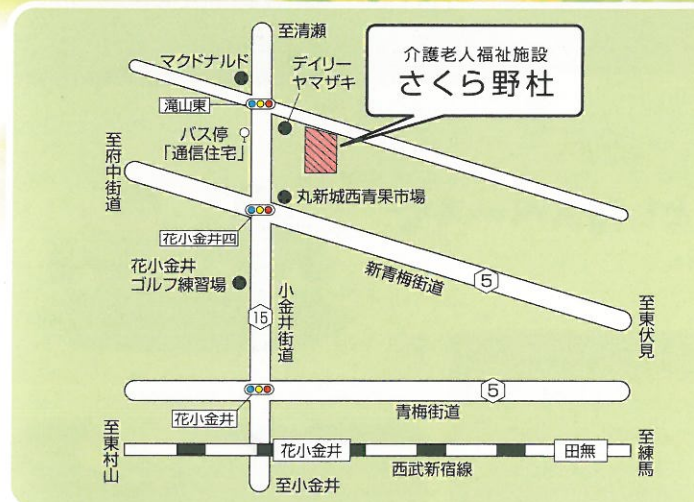 至清瀬
マクドナルド
デイリー
ヤマザキ
介護老人福祉施設
さくら野杜
滝山東
バス停
「通信住宅」
至府中街道
丸新城西青果市場
花小金井四
花小金井
ゴルフ練習場
新青梅街道
5
15
小金井街道
至東伏見
5
花小金井
青梅街道
至東村山
花小金井
田無
至練馬
西武新宿線
至小金井